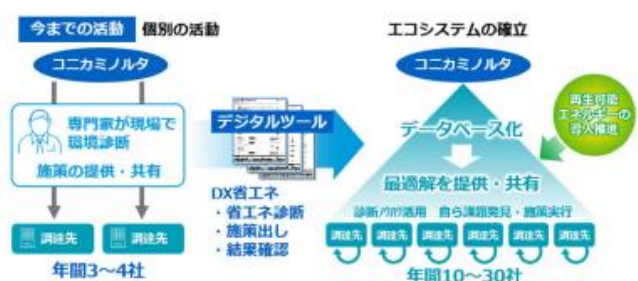 今までの活動 個別の活動
コニカミノルタ
専門家が現場で
環境診断
施策の提供・共有
調達先 調達先
年間3~4社
デジタルツール
DX省エネ
・省エネ診断
・施策出し
・結果確認
エコシステムの確立
コニカミノルタ
再生可能
エネルギーの
導入推進
データベース化
最適解を提供・共有
診断ノウハウ活用 自ら課題発見・施策実行
調達先 調達先 調達先 調達先 調達先 調達先
年間10~30社